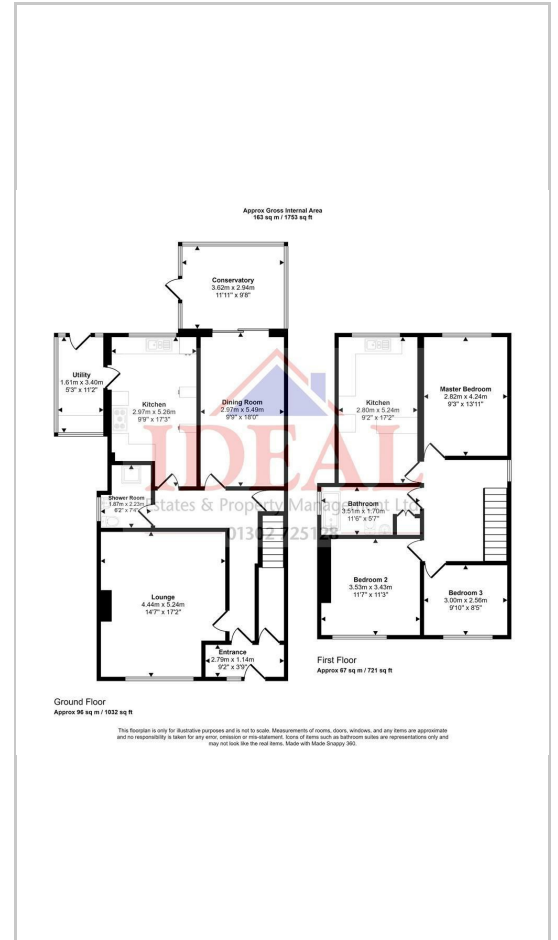 Approx Gross Internal Area
163 sq m / 1753 sq ft
Conservatory
3.62m x 2.94m
11'11" x 9'8"
Utility
1.61m x 3.40m
5'3" x 11'2"
Kitchen
2.97m x 5.26m
9'9" x 17'3"
Dining Room
2.97m x 5.49m
9'9" x 18'0"
Kitchen
2.80m x 5.24m
9'2" x 17'2"
Master Bedroom
2.82m x 4.24m
9'3" x 13'11"
IDEAL
Estates & Property Management Ltd
01302 725128
Shower Room
1.87m x 2.23m
6'2" x 7'4"
Bathroom
3.51m x 1.70m
11'6" x 5'7"
Lounge
4.44m x 5.24m
14'7" x 17'2"
Bedroom 2
3.53m x 3.43m
11'7" x 11'3"
Bedroom 3
3.00m x 2.56m
9'10" x 8'5"
Entrance
2.79m x 1.14m
9'2" x 3'9"
First Floor
Approx 67 sq m / 721 sq ft
Ground Floor
Approx 96 sq m / 1032 sq ft
This floorplan is only for illustrative purposes and is not to scale. Measurements of rooms, doors, windows, and any items are approximate
and no responsibility is taken for any error, omission or mis-statement. Icons of items such as bathroom suites are representations only and
may not look like the real items. Made with Made Snappy 360.